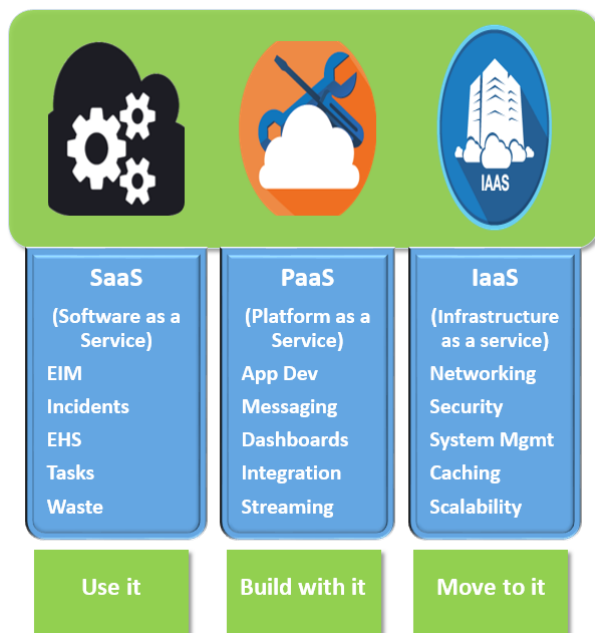 IAAS
SaaS
(Software as a
Service)
EIM
Incidents
EHS
Tasks
Waste
PaaS
(Platform as a
Service)
App Dev
Messaging
Dashboards
Integration
Streaming
IaaS
(Infrastructure
as a service)
Networking
Security
System Mgmt
Caching
Scalability
Use it
Build with it
Move to it